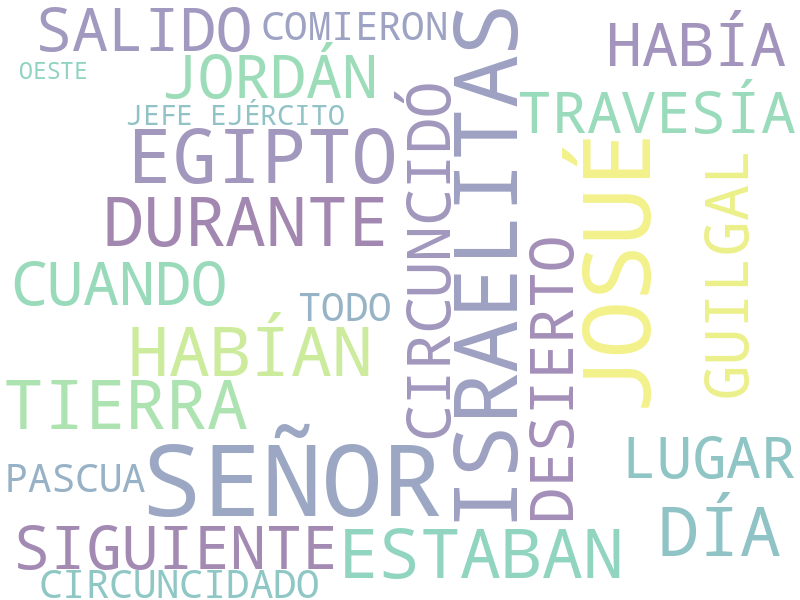 SALIDO
COMIERON
HABÍA
OESTE
JORDÁN
JEFE EJÉRCITO
TRAVESÍA
EGIPTO
DURANTE
CIRCUNCIDÓ
ISRAELITAS
DESIERTO
JOSUÉ
GUILGAL
CUANDO
TODO
HABÍAN
TIERRA
SEÑOR
PASCUA
LUGAR
SIGUIENTE
ESTABAN
DÍA
CIRCUNCIDADO